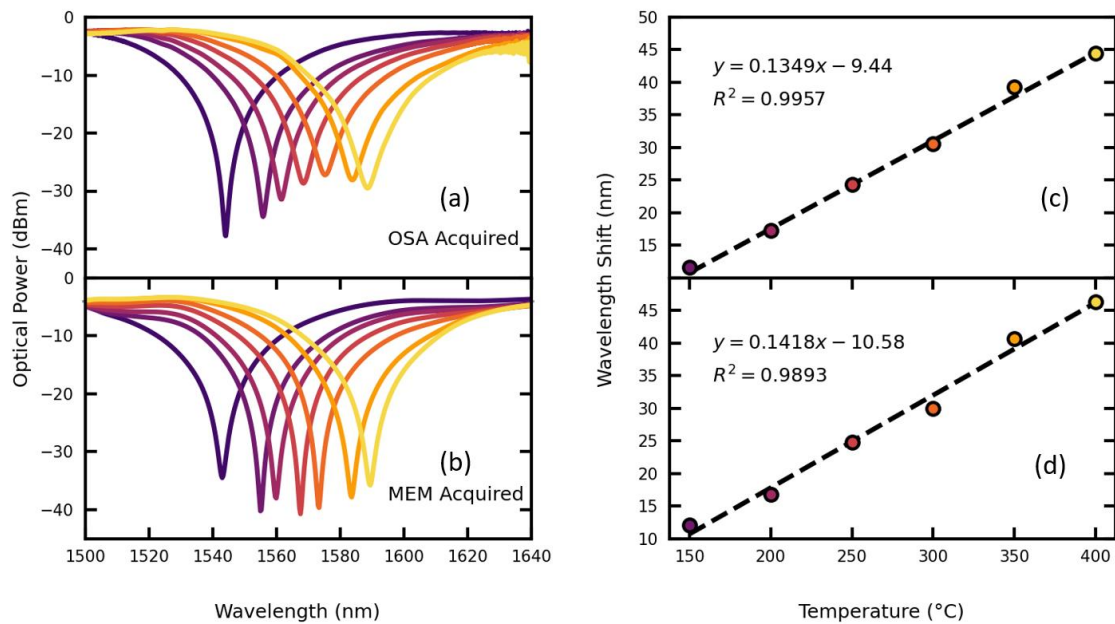 0
−10
−20
−30
−40
(a)
OSA Acquired
0
−10
−20
−30
−40
(b)
MEM Acquired
1500
1520
1540
1560
1580
1600
1620
1640
Optical Power (dBm)
Wavelength (nm)
50
45
40
35
30
25
20
15
y = 0.1349x − 9.44
R² = 0.9957
(c)
45
40
35
30
25
20
15
10
y = 0.1418x − 10.58
R² = 0.9893
(d)
150
200
250
300
350
400
Wavelength Shift (nm)
Temperature (°C)